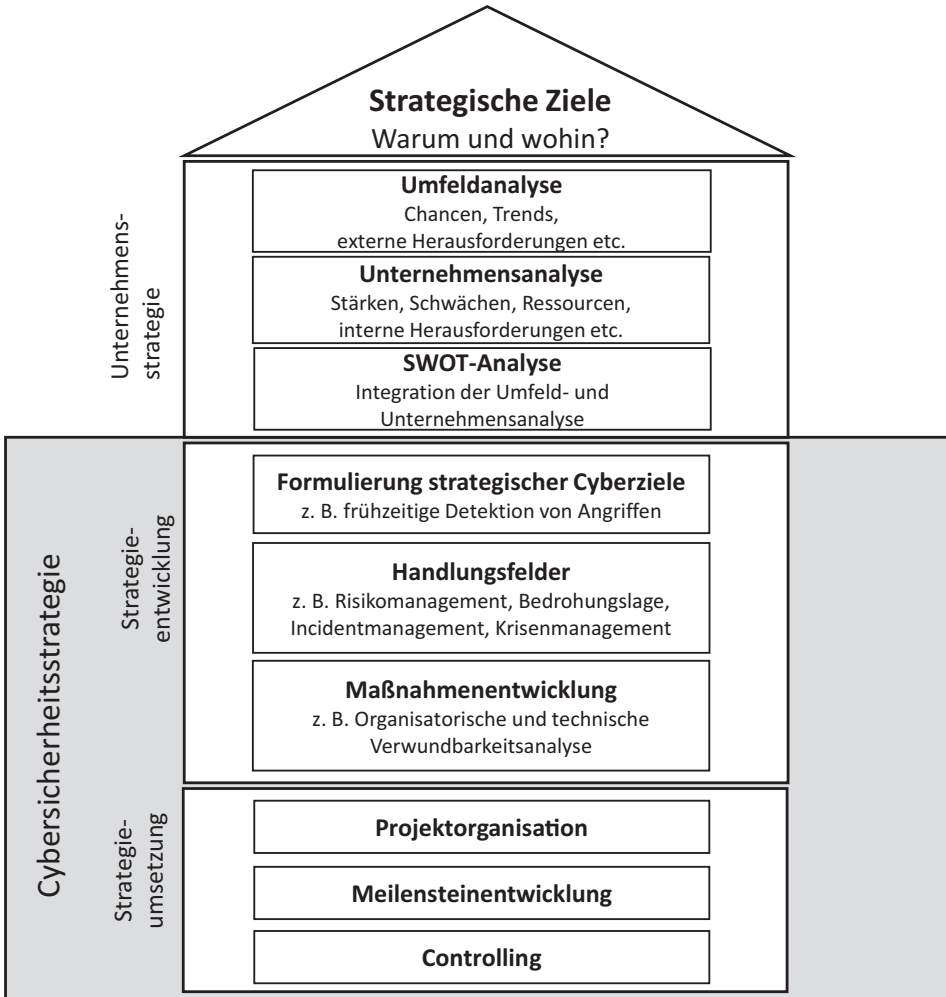 Strategische Ziele
Warum und wohin?
Unternehmens-
strategie
Umfeldanalyse
Chancen, Trends,
externe Herausforderungen etc.
Unternehmensanalyse
Stärken, Schwächen, Ressourcen,
interne Herausforderungen etc.
SWOT-Analyse
Integration der Umfeld- und
Unternehmensanalyse
Cybersicherheitsstrategie
Strategie-
entwicklung
Formulierung strategischer Cyberziele
z. B. frühzeitige Detektion von Angriffen
Handlungsfelder
z. B. Risikomanagement, Bedrohungslage,
Incidentmanagement, Krisenmanagement
Maßnahmenentwicklung
z. B. Organisatorische und technische
Verwundbarkeitsanalyse
Strategie-
umsetzung
Projektorganisation
Meilensteinentwicklung
Controlling